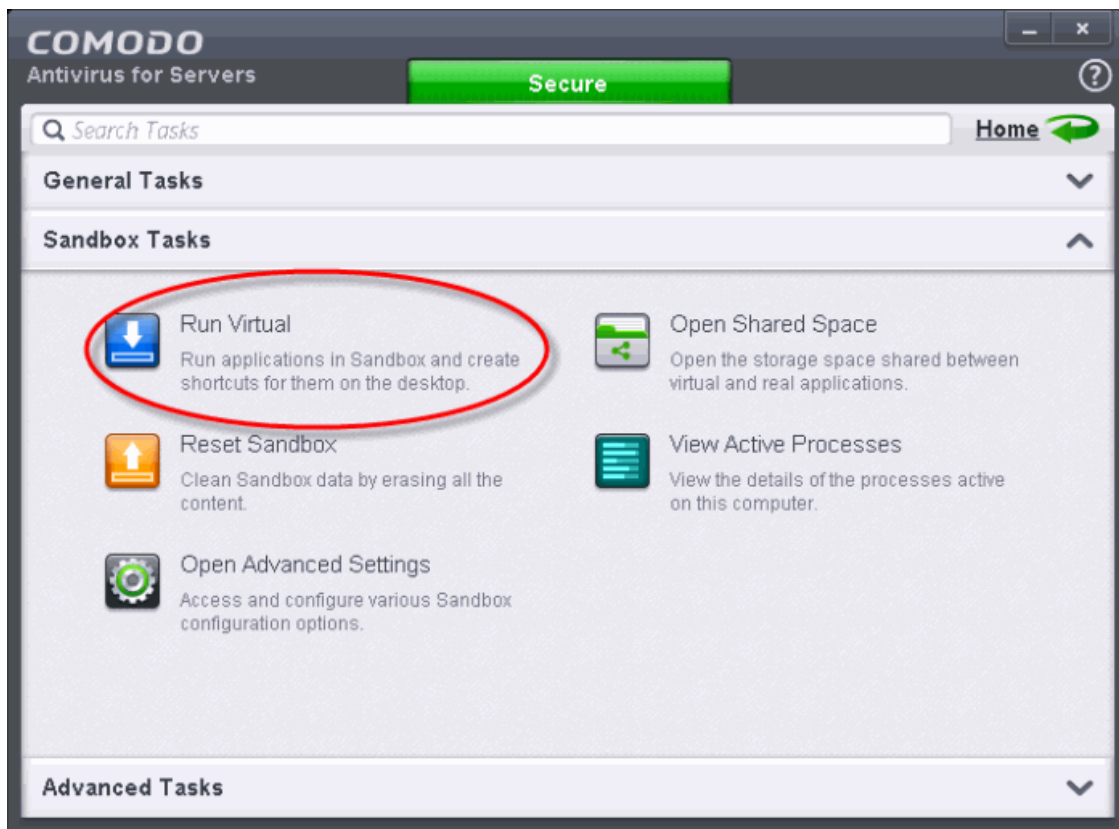 COMODO
Antivirus for Servers
Secure
Search Tasks
Home
General Tasks
Sandbox Tasks
Run Virtual
Run applications in Sandbox and create
shortcuts for them on the desktop.
Open Shared Space
Open the storage space shared between
virtual and real applications.
Reset Sandbox
Clean Sandbox data by erasing all the
content.
View Active Processes
View the details of the processes active
on this computer.
Open Advanced Settings
Access and configure various Sandbox
configuration options.
Advanced Tasks